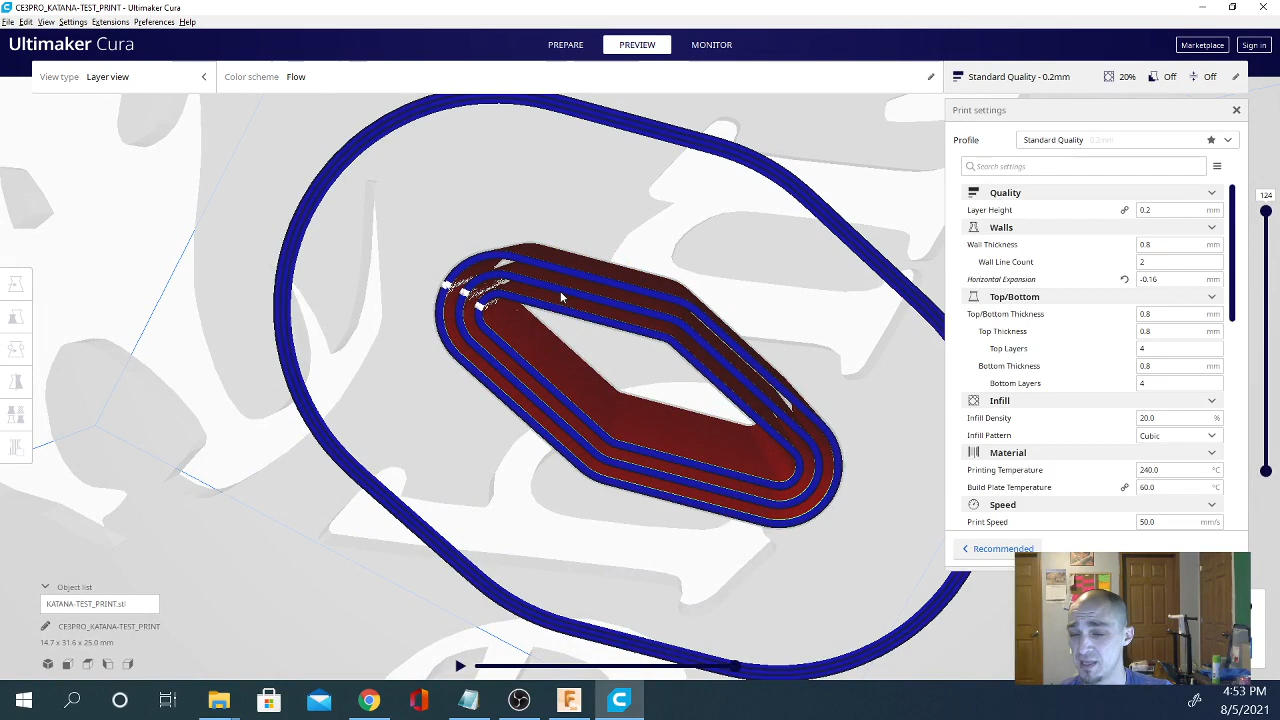 CE3PRO_KATANA-TEST_PRINT - Ultimaker Cura
File Edit View Settings Extensions Preferences Help
Ultimaker Cura
PREPARE PREVIEW MONITOR
Marketplace Sign in
View type Layer view
Color scheme Flow
Standard Quality - 0.2mm 20% Off Off
Print settings
Profile Standard Quality 0.2mm
Search settings
Quality
Layer Height 0.2 mm
Walls
Wall Thickness 0.8 mm
Wall Line Count 2
Horizontal Expansion -0.16 mm
Top/Bottom
Top/Bottom Thickness 0.8 mm
Top Thickness 0.8 mm
Top Layers 4
Bottom Thickness 0.8 mm
Bottom Layers 4
Infill
Infill Density 20.0 %
Infill Pattern Cubic
Material
Printing Temperature 240.0 °C
Build Plate Temperature 60.0 °C
Speed
Print Speed 50.0 mm/s
Recommended
124
Object list
KATANA-TEST_PRINT.stl
CE3PRO_KATANA-TEST_PRINT
14.7 x 31.6 x 25.0 mm
4:53 PM
8/5/2021